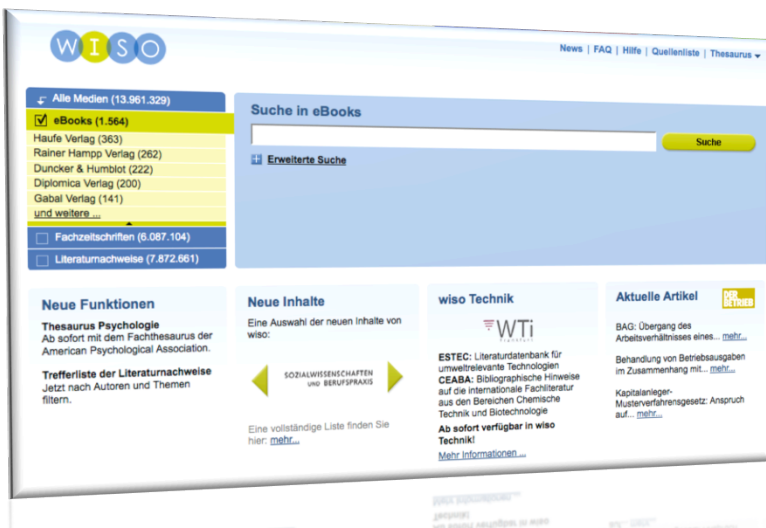 WISO
News | FAQ | Hilfe | Quellenliste | Thesaurus
Alle Medien (13.961.329)
eBooks (1.564)
Haufe Verlag (363)
Rainer Hampp Verlag (262)
Duncker & Humblot (222)
Diplomica Verlag (200)
Gabal Verlag (141)
und weitere ...
Fachzeitschriften (6.087.104)
Literaturnachweise (7.872.661)
Suche in eBooks
Suche
Erweiterte Suche
Neue Funktionen
Thesaurus Psychologie
Ab sofort mit dem Fachthesaurus der
American Psychological Association.
Trefferliste der Literaturnachweise
Jetzt nach Autoren und Themen
filtern.
Neue Inhalte
Eine Auswahl der neuen Inhalte von
wiso:
SOZIALWISSENSCHAFTEN
UND BERUFSPRAXIS
Eine vollständige Liste finden Sie
hier: mehr...
wiso Technik
WTi
Frankfurt
ESTEC: Literaturdatenbank für
umweltrelevante Technologien
CEABA: Bibliographische Hinweise
auf die internationale Fachliteratur
aus den Bereichen Chemische
Technik und Biotechnologie
Ab sofort verfügbar in wiso
Technik!
Mehr Informationen ...
Aktuelle Artikel
DER
BETRIEB
BAG: Übergang des
Arbeitsverhältnisses eines... mehr...
Behandlung von Betriebsausgaben
im Zusammenhang mit... mehr...
Kapitalanleger-
Musterverfahrensgesetz: Anspruch
auf... mehr...